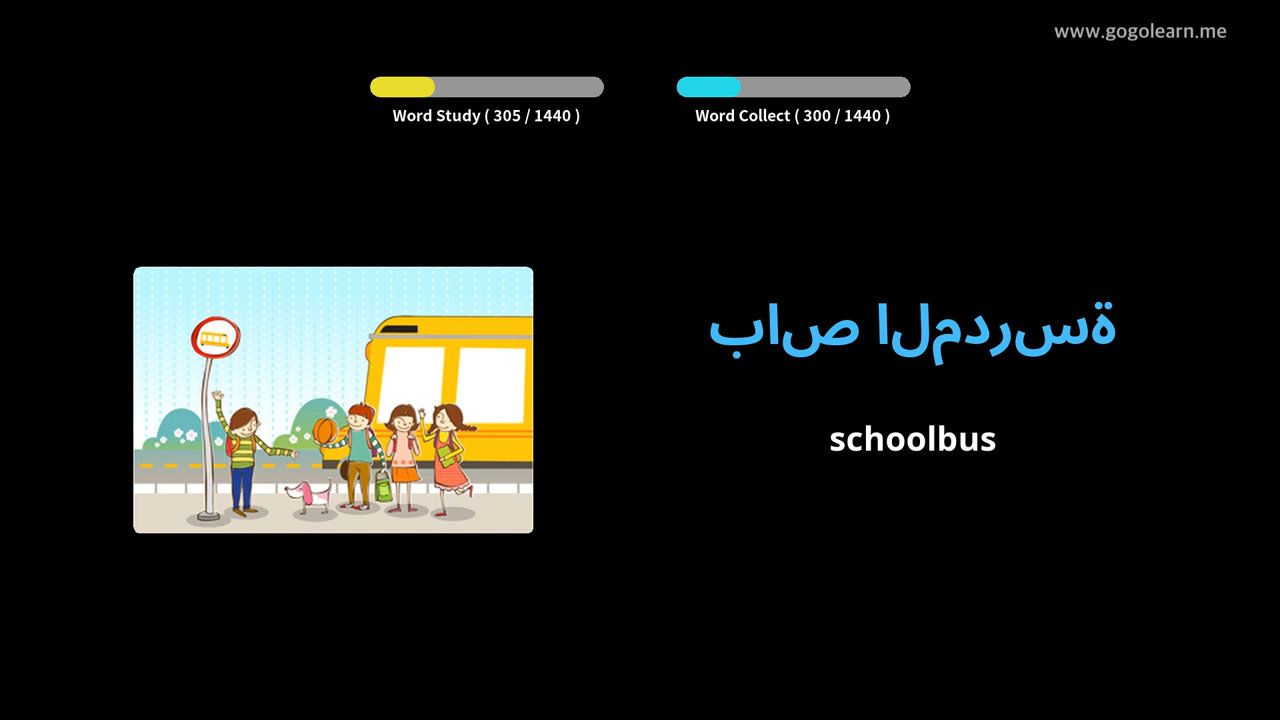 www.gogolearn.me
Word Study ( 305 / 1440 )
Word Collect ( 300 / 1440 )
باص المدرسة
schoolbus